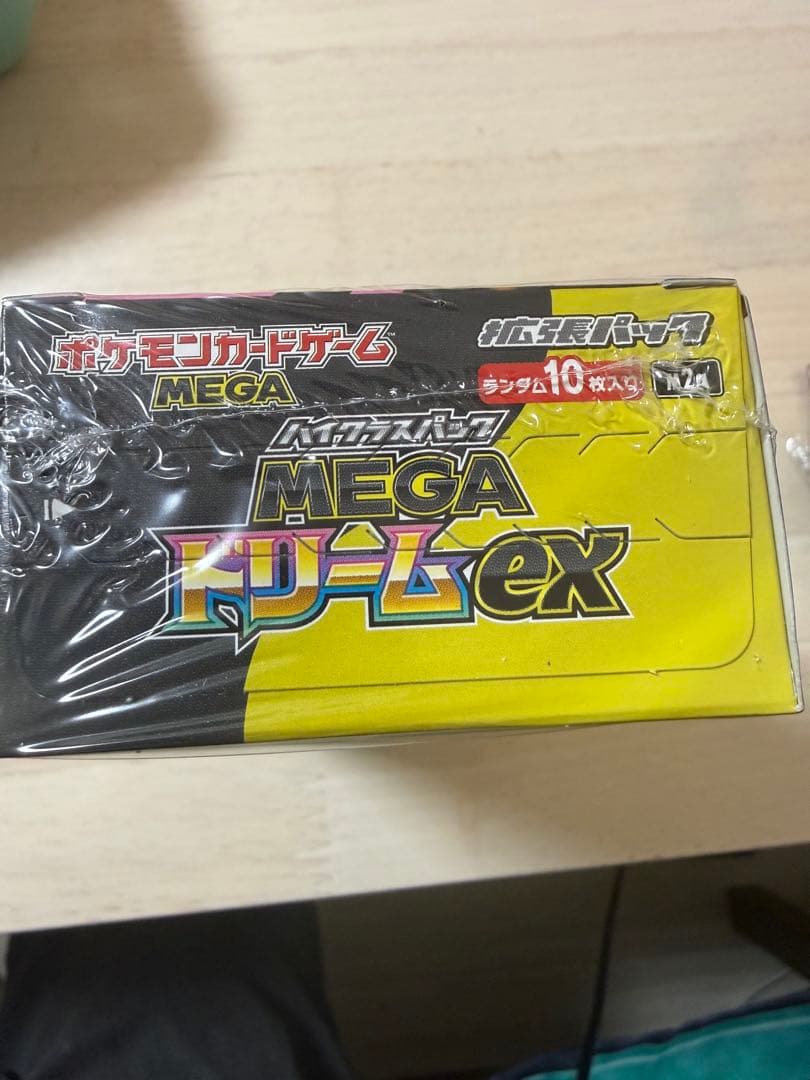 ポケモンカードゲーム™
MEGA
拡張パック
ランダム10枚入り M2a
ハイクラスパック
MEGA
ドリームex